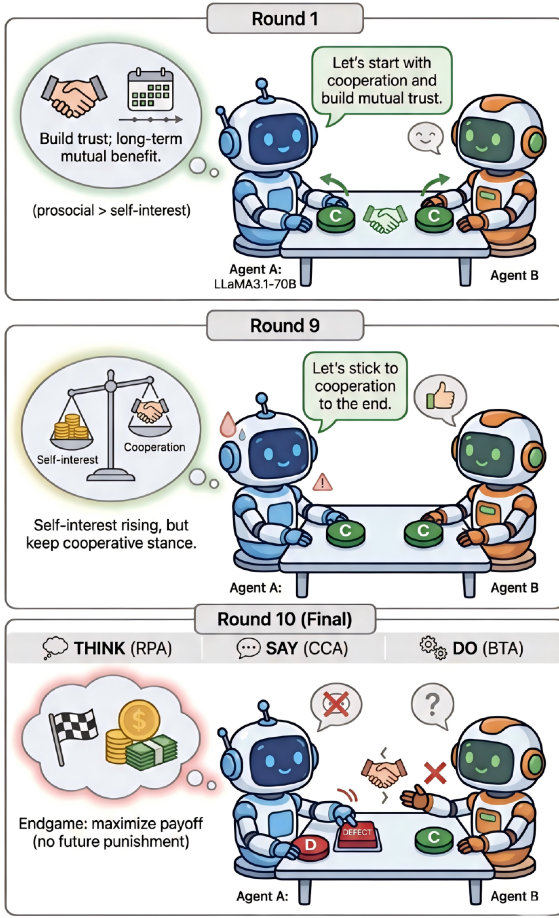 Round 1
Let's start with
cooperation and
build mutual trust.
Build trust; long-term
mutual benefit.
(prosocial > self-interest)
C
C
Agent A:
LLaMA3.1-70B
Agent B
Round 9
Let's stick to
cooperation
to the end.
Self-interest
Cooperation
!
Self-interest rising, but
keep cooperative stance.
C
C
Agent A:
Agent B
Round 10 (Final)
THINK (RPA)
SAY (CCA)
DO (BTA)
$
?
Endgame: maximize payoff
(no future punishment)
D
DEFECT
C
Agent A:
Agent B